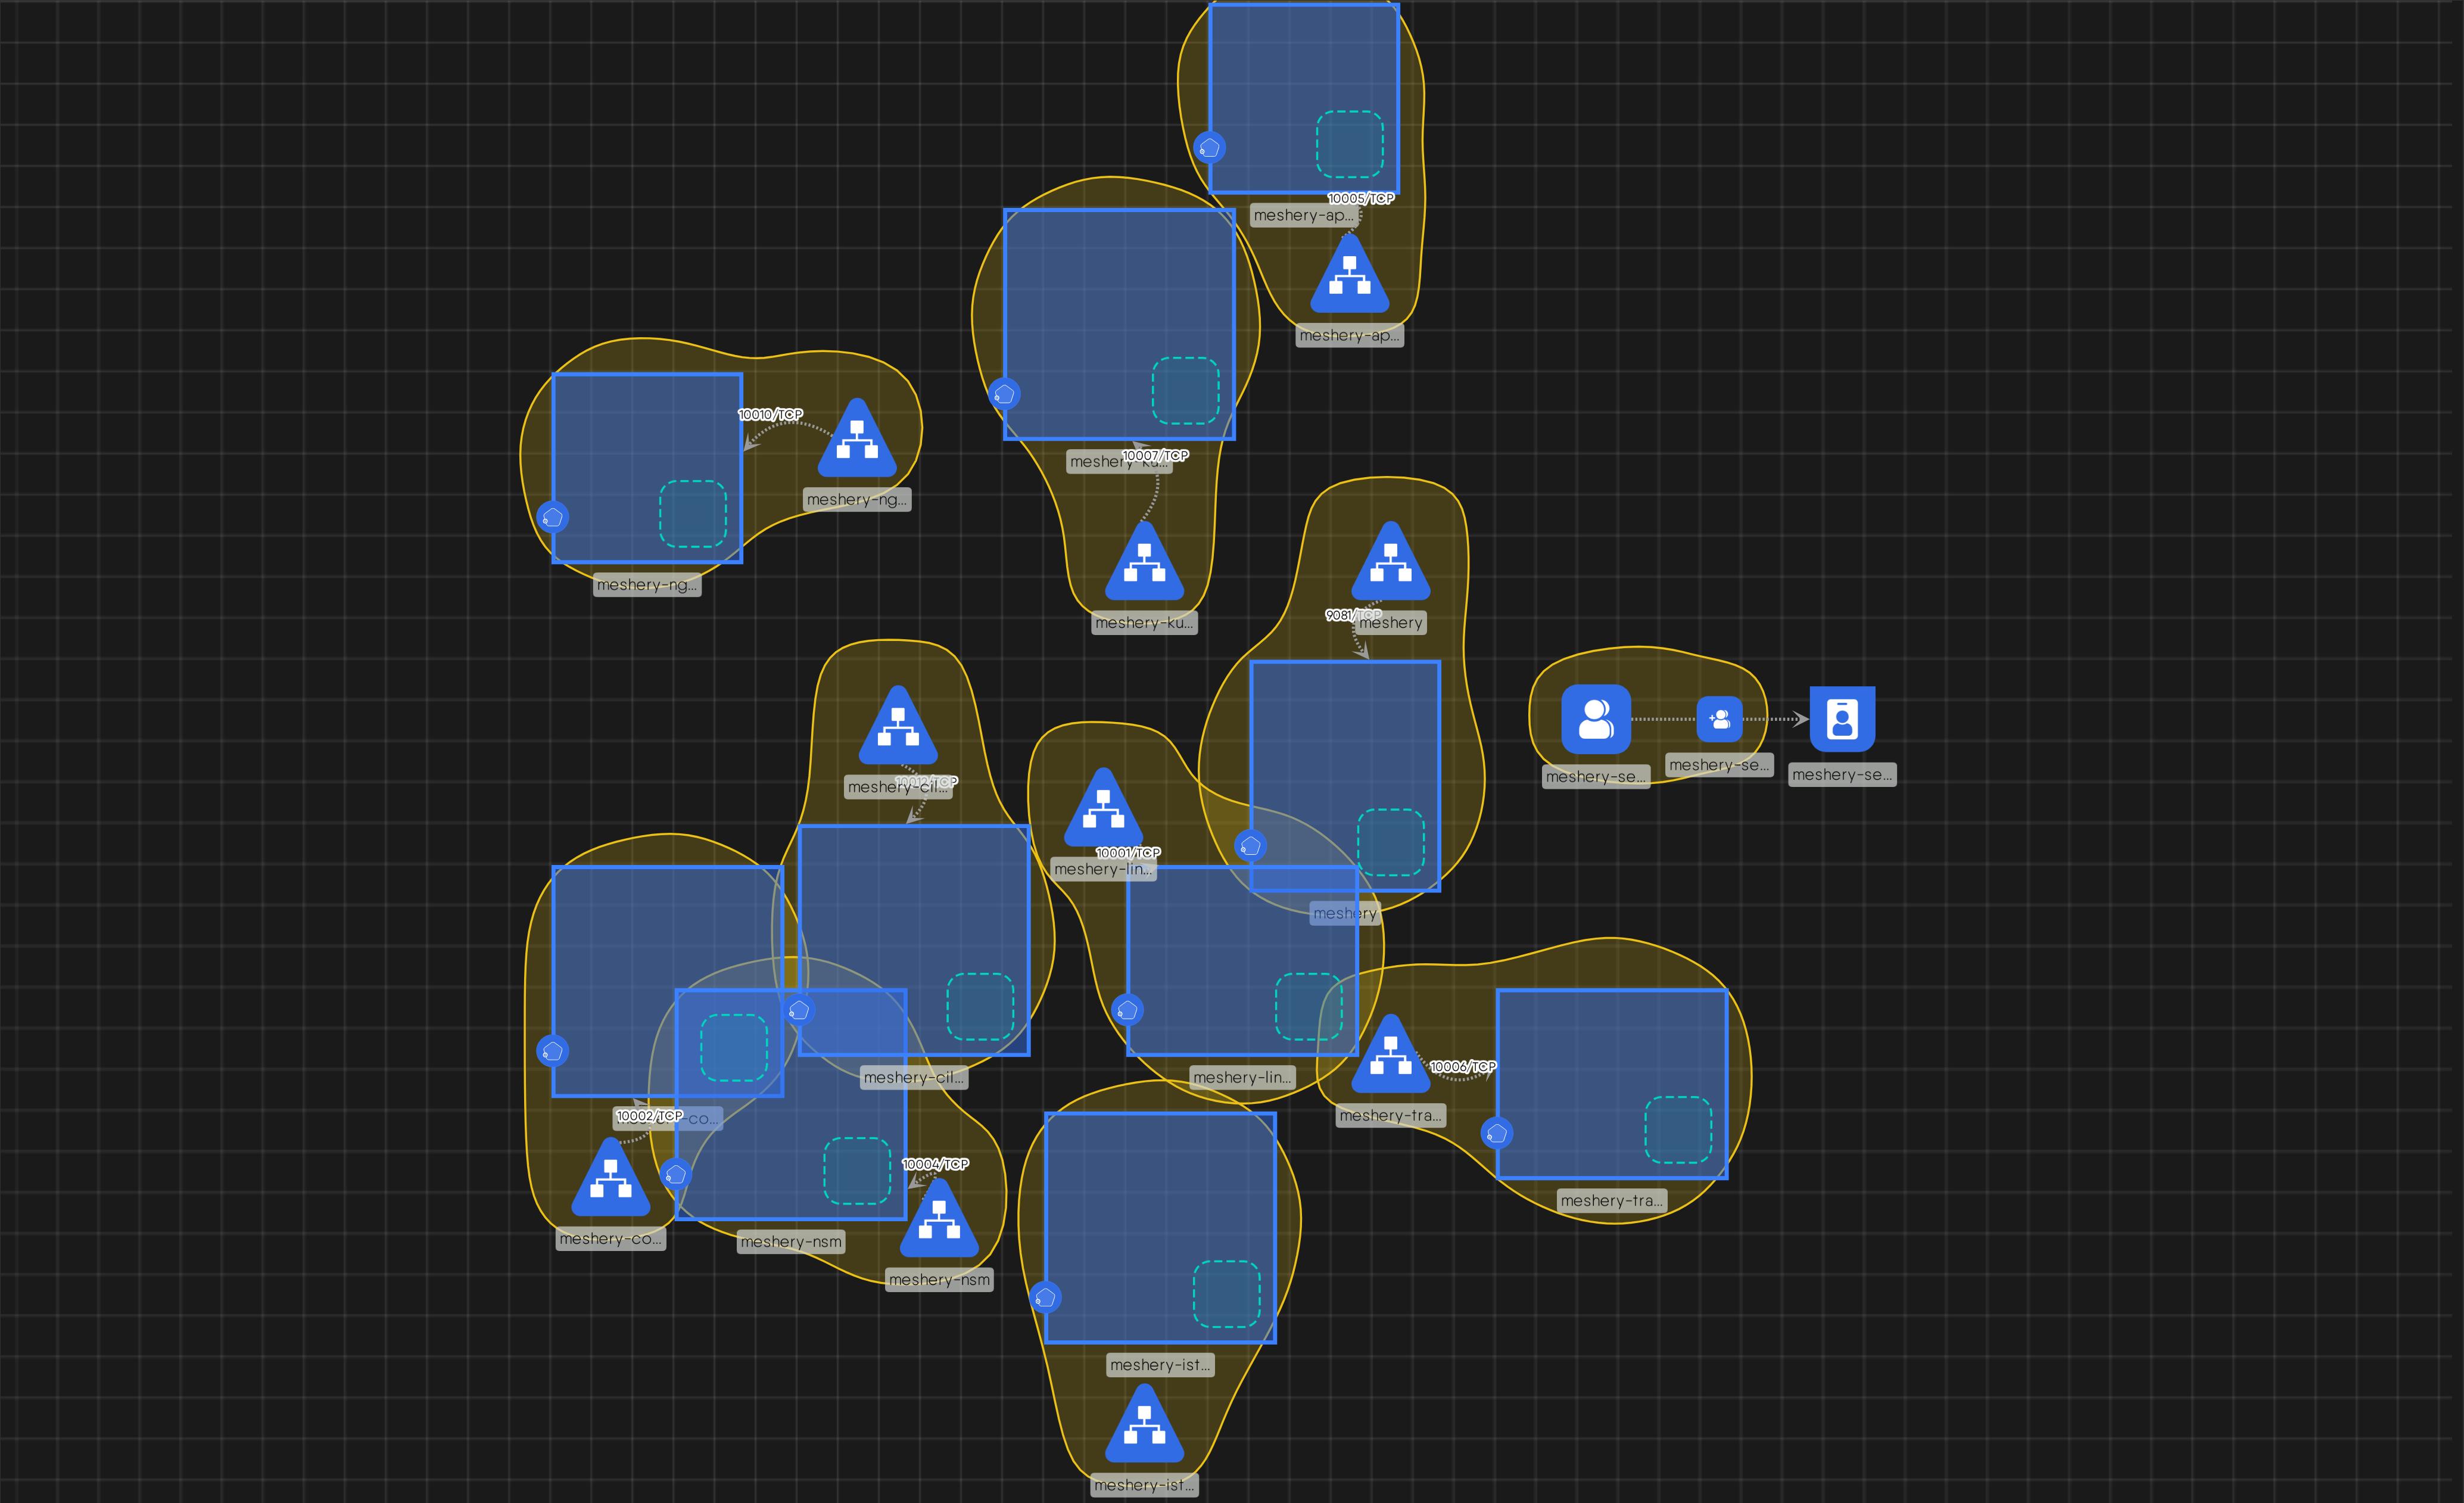 10005/TCP
meshery-ap...
meshery-ap...
10010/TCP
meshery-ng...
meshery-ng...
10007/TCP
meshery-ku...
9081/TCP
meshery
meshery
meshery-se...
meshery-se...
meshery-se...
10012/TCP
meshery-cil...
meshery-cil...
10001/TCP
meshery-lin...
meshery-lin...
10006/TCP
meshery-tra...
meshery-tra...
10002/TCP
meshery-co...
10004/TCP
meshery-nsm
meshery-nsm
meshery-ist...
meshery-ist...